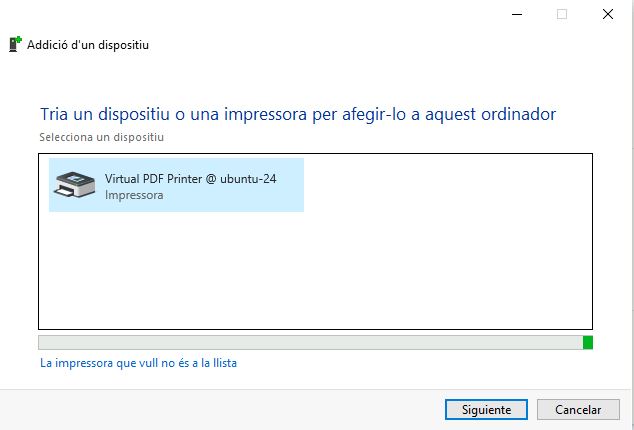 Addició d'un dispositiu
Tria un dispositiu o una impressora per afegir-lo a aquest ordinador
Selecciona un dispositiu
Virtual PDF Printer @ ubuntu-24
Impressora
La impressora que vull no és a la llista
Siguiente
Cancelar